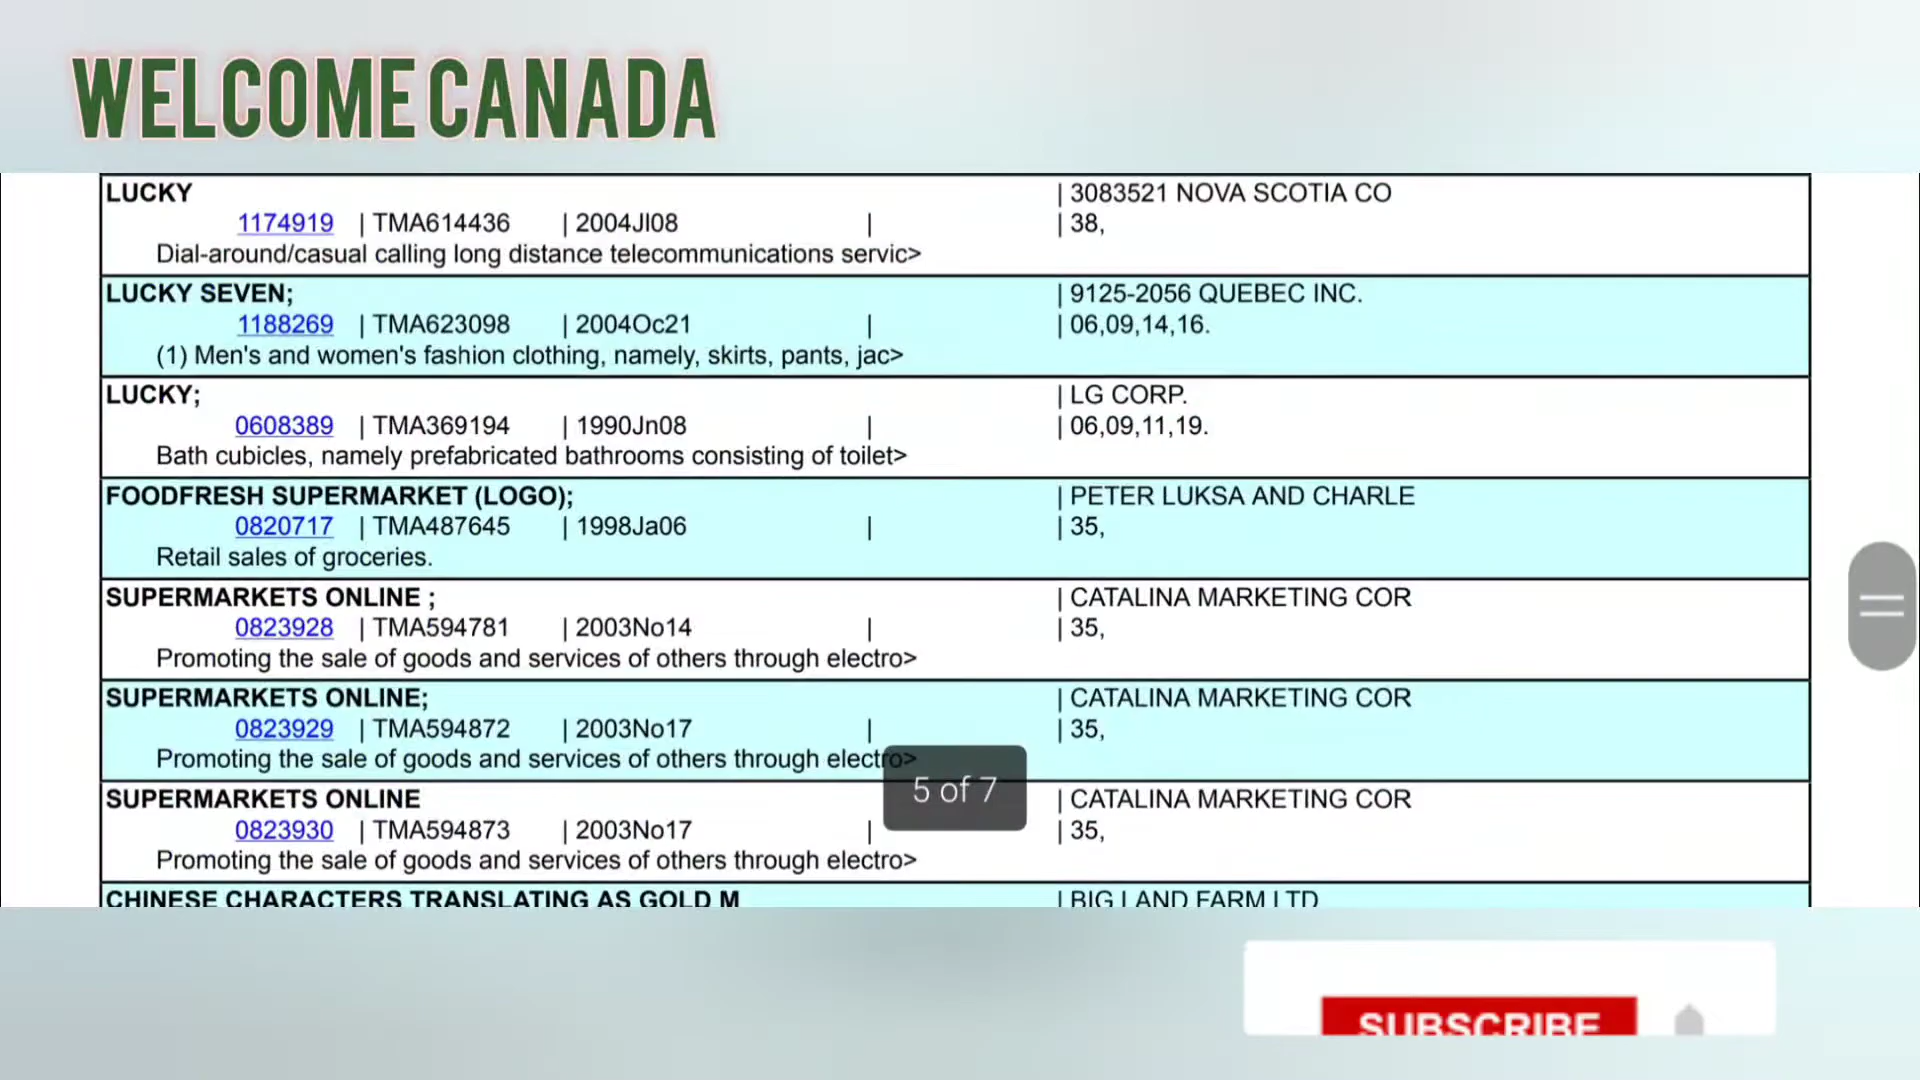 WELCOME CANADA
LUCKY | 3083521 NOVA SCOTIA CO
1174919 | TMA614436 | 2004Jl08 | | 38,
Dial-around/casual calling long distance telecommunications servic>
LUCKY SEVEN; | 9125-2056 QUEBEC INC.
1188269 | TMA623098 | 2004Oc21 | | 06,09,14,16.
(1) Men's and women's fashion clothing, namely, skirts, pants, jac>
LUCKY; | LG CORP.
0608389 | TMA369194 | 1990Jn08 | | 06,09,11,19.
Bath cubicles, namely prefabricated bathrooms consisting of toilet>
FOODFRESH SUPERMARKET (LOGO); | PETER LUKSA AND CHARLE
0820717 | TMA487645 | 1998Ja06 | | 35,
Retail sales of groceries.
SUPERMARKETS ONLINE ; | CATALINA MARKETING COR
0823928 | TMA594781 | 2003No14 | | 35,
Promoting the sale of goods and services of others through electro>
SUPERMARKETS ONLINE; | CATALINA MARKETING COR
0823929 | TMA594872 | 2003No17 | | 35,
Promoting the sale of goods and services of others through electro>
5 of 7
SUPERMARKETS ONLINE | CATALINA MARKETING COR
0823930 | TMA594873 | 2003No17 | | 35,
Promoting the sale of goods and services of others through electro>
CHINESE CHARACTERS TRANSLATING AS GOLD M | BIG LAND FARM LTD
SUBSCRIBE